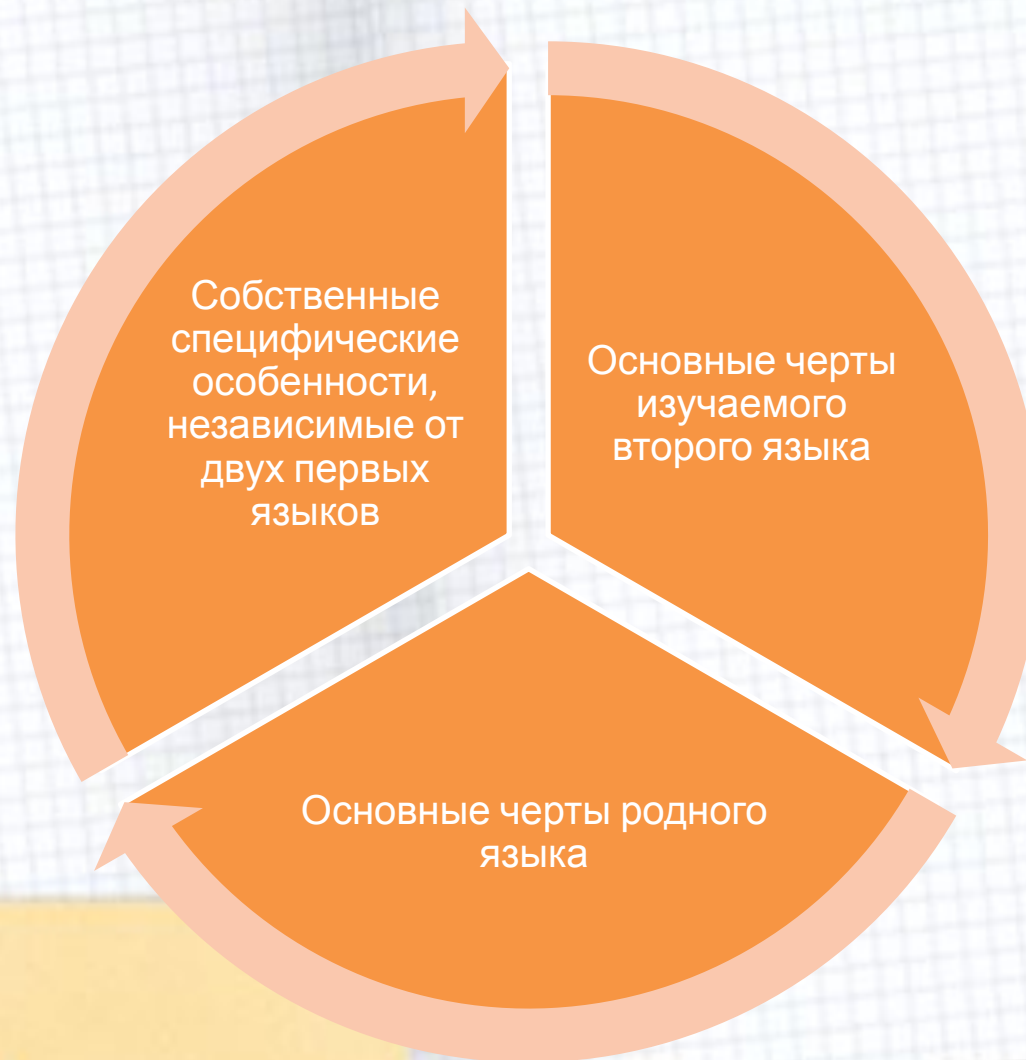 Собственные
специфические
особенности,
независимые от
двух первых
языков
Основные черты
изучаемого
второго языка
Основные черты родного
языка